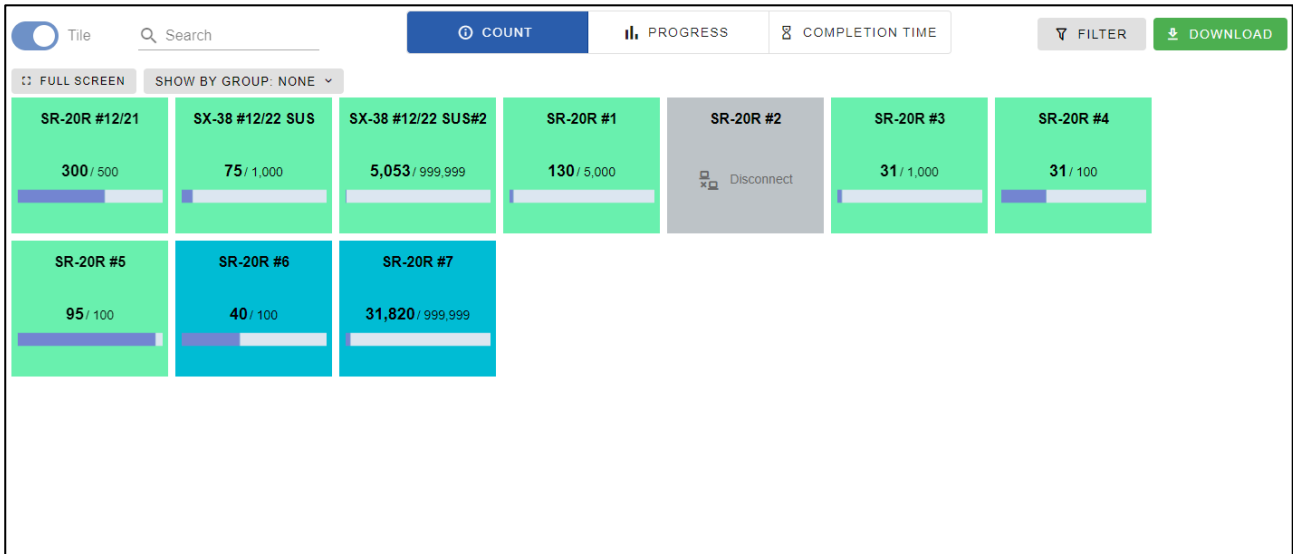 Tile Search COUNT PROGRESS COMPLETION TIME FILTER DOWNLOAD
FULL SCREEN SHOW BY GROUP: NONE
SR-20R #12/21 SX-38 #12/22 SUS SX-38 #12/22 SUS#2 SR-20R #1 SR-20R #2 SR-20R #3 SR-20R #4
300 / 500 75 / 1,000 5,053 / 999,999 130 / 5,000 Disconnect 31 / 1,000 31 / 100
SR-20R #5 SR-20R #6 SR-20R #7
95 / 100 40 / 100 31,820 / 999,999